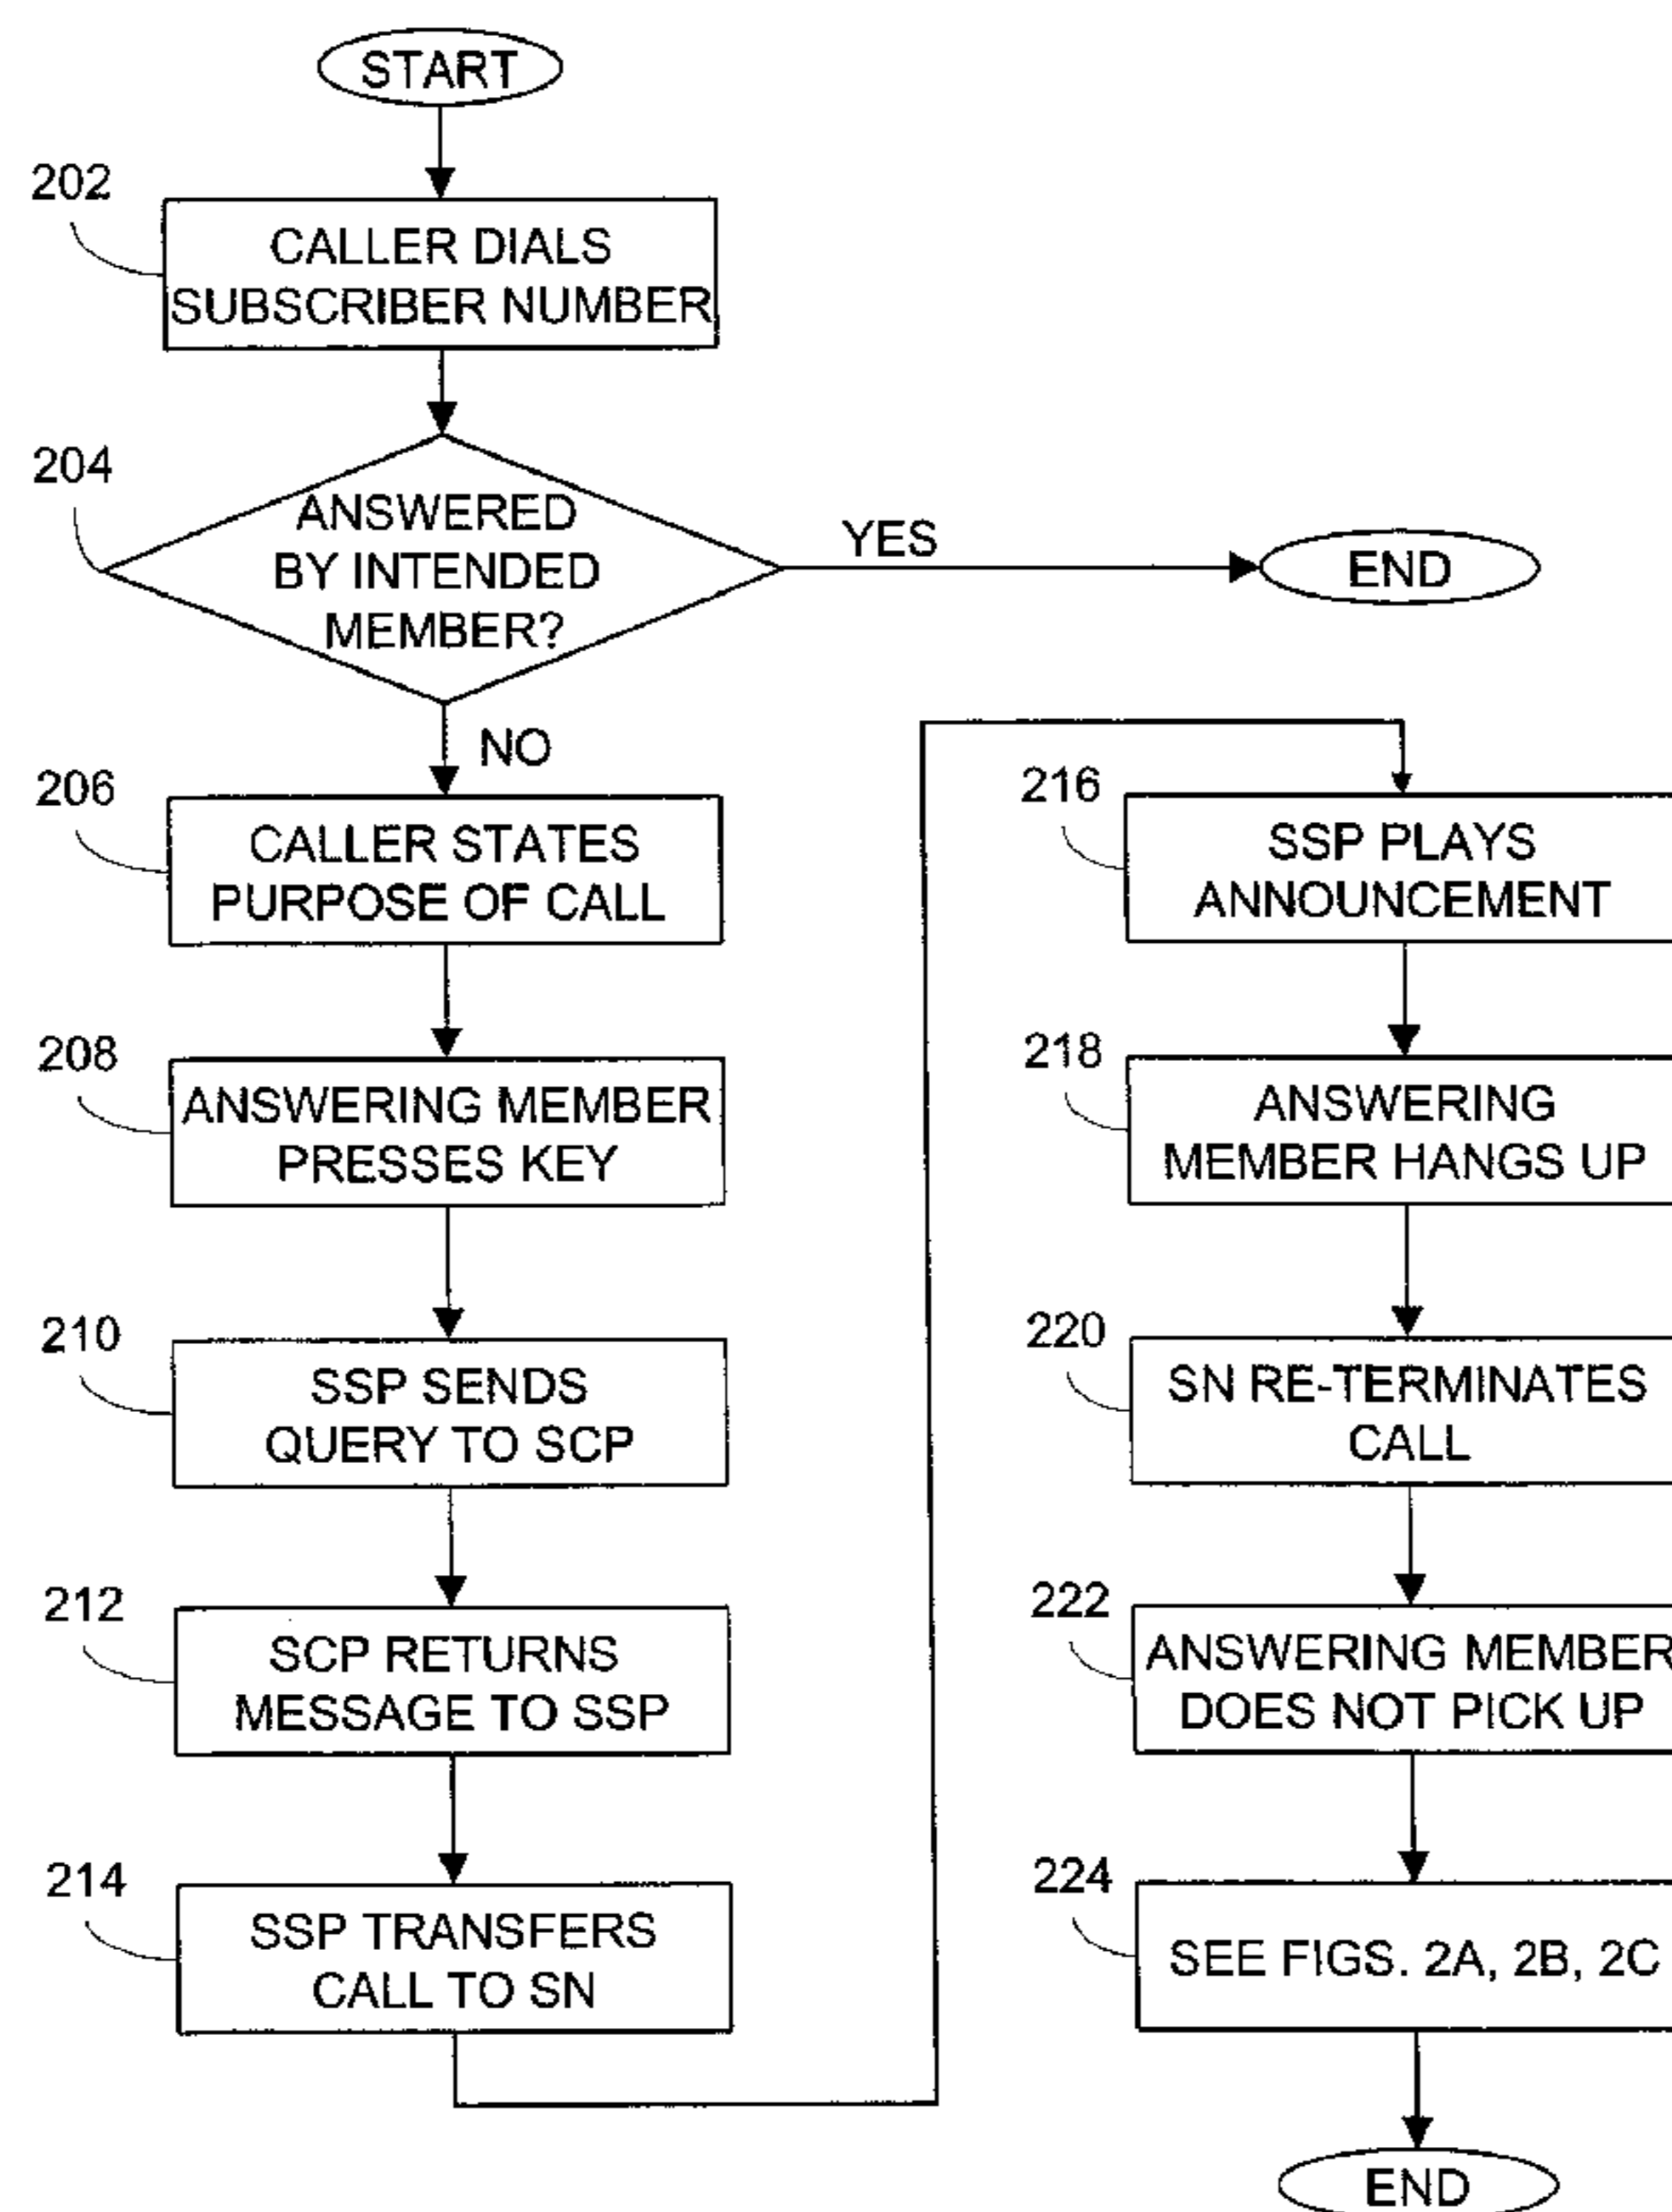 START
202
CALLER DIALS
SUBSCRIBER NUMBER
204
ANSWERED
BY INTENDED
MEMBER?
YES
END
NO
206
CALLER STATES
PURPOSE OF CALL
208
ANSWERING MEMBER
PRESSES KEY
210
SSP SENDS
QUERY TO SCP
212
SCP RETURNS
MESSAGE TO SSP
214
SSP TRANSFERS
CALL TO SN
216
SSP PLAYS
ANNOUNCEMENT
218
ANSWERING
MEMBER HANGS UP
220
SN RE-TERMINATES
CALL
222
ANSWERING MEMBER
DOES NOT PICK UP
224
SEE FIGS. 2A, 2B, 2C
END